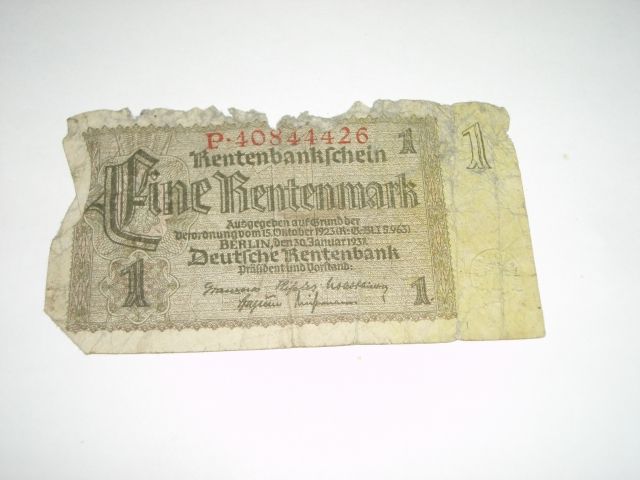 P·40844426
1
1
Rentenbankschein
Eine Rentenmark
Ausgegeben auf Grund der
Verordnung vom 15. Oktober 1923 (R·G·Bl I S. 963)
BERLIN, den 30. Januar 1937.
Deutsche Rentenbank
Präsident und Vorstand:
1
1